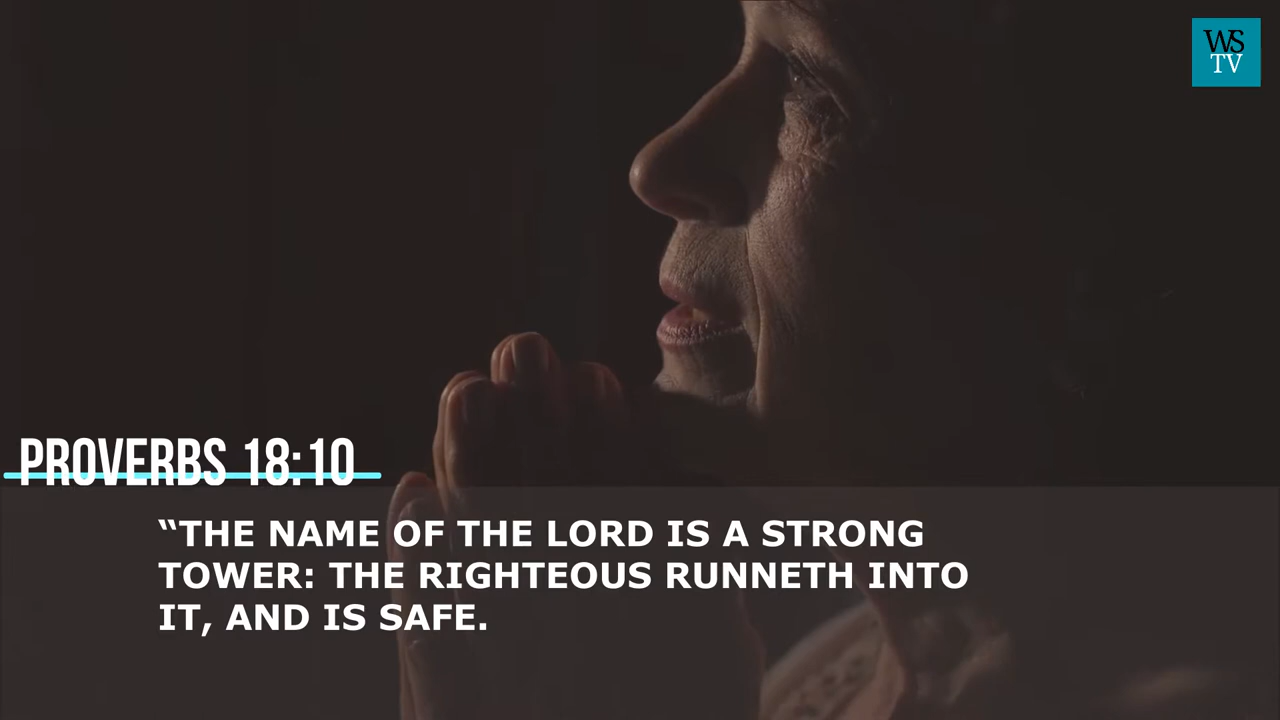 WS
TV
PROVERBS 18:10
“THE NAME OF THE LORD IS A STRONG
TOWER: THE RIGHTEOUS RUNNETH INTO
IT, AND IS SAFE.